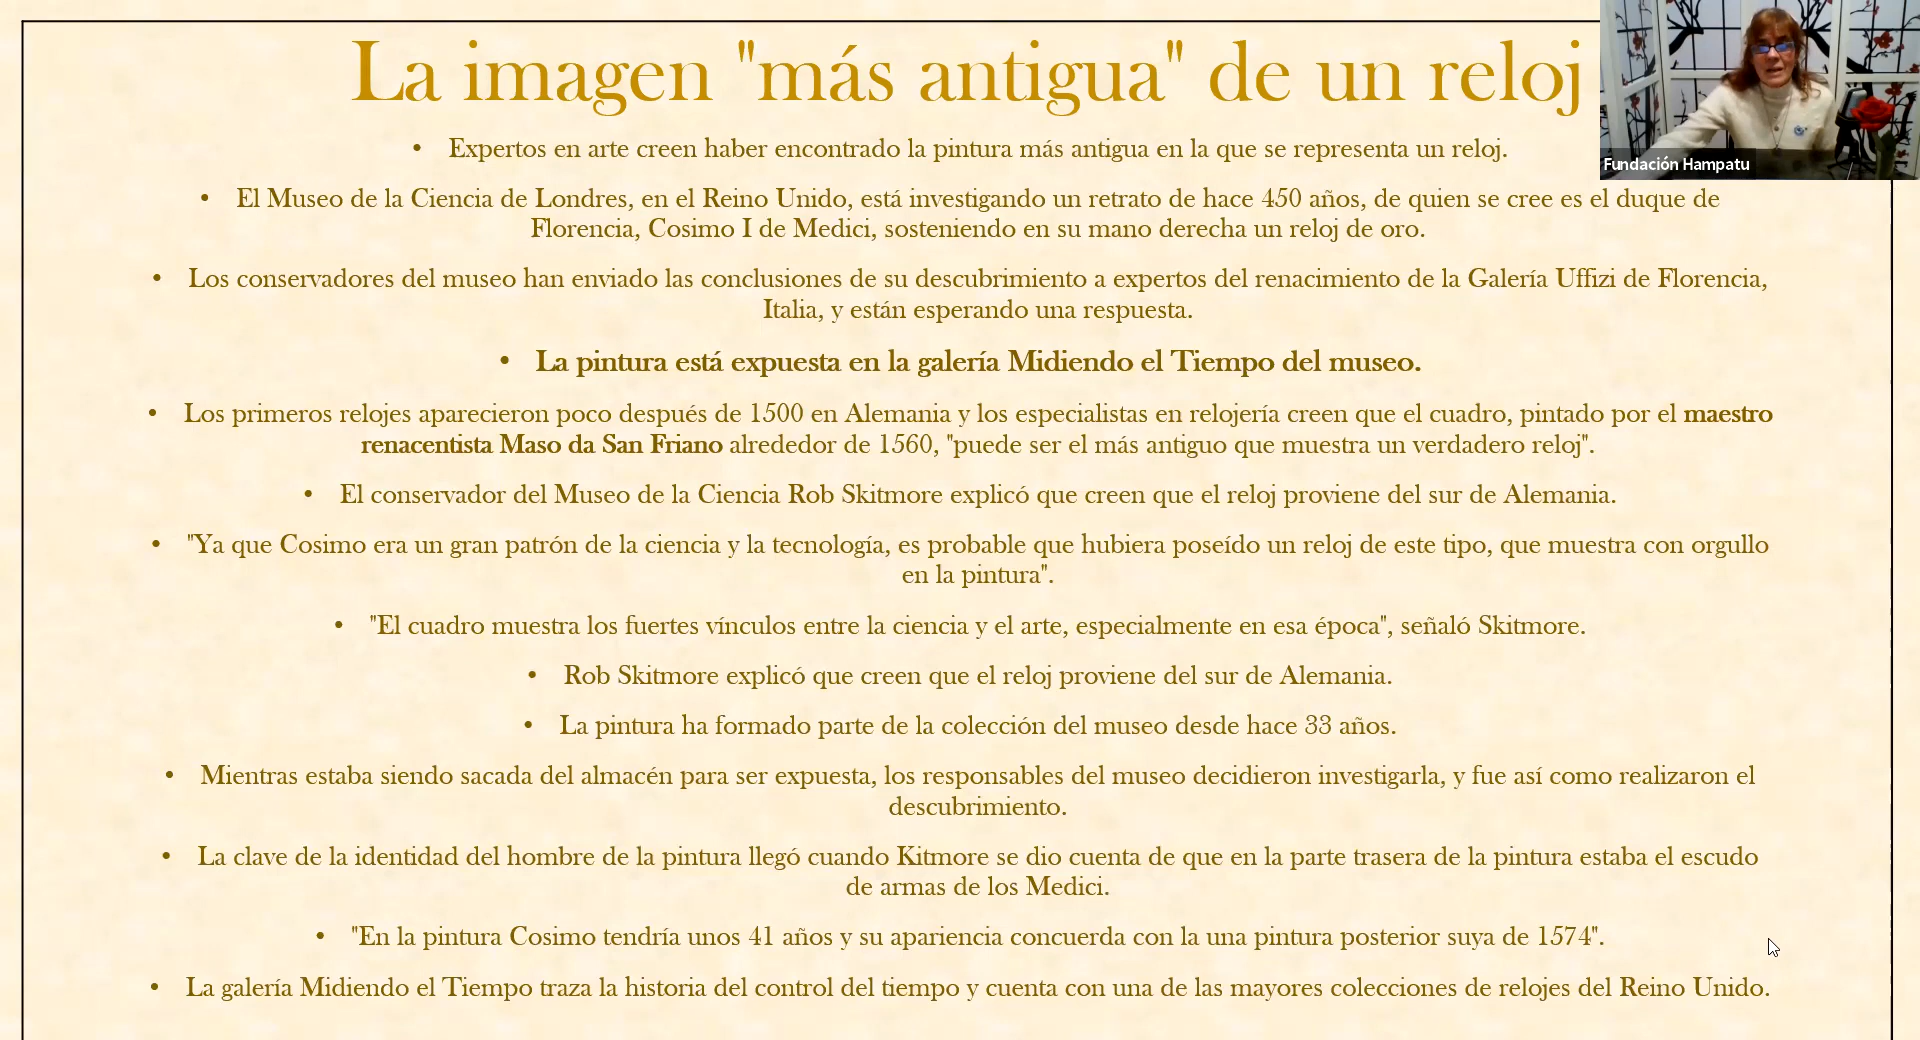 La imagen "más antigua" de un reloj
Fundación Hampatu
• Expertos en arte creen haber encontrado la pintura más antigua en la que se representa un reloj.
• El Museo de la Ciencia de Londres, en el Reino Unido, está investigando un retrato de hace 450 años, de quien se cree es el duque de
Florencia, Cosimo I de Medici, sosteniendo en su mano derecha un reloj de oro.
• Los conservadores del museo han enviado las conclusiones de su descubrimiento a expertos del renacimiento de la Galería Uffizi de Florencia,
Italia, y están esperando una respuesta.
• La pintura está expuesta en la galería Midiendo el Tiempo del museo.
• Los primeros relojes aparecieron poco después de 1500 en Alemania y los especialistas en relojería creen que el cuadro, pintado por el maestro
renacentista Maso da San Friano alrededor de 1560, "puede ser el más antiguo que muestra un verdadero reloj".
• El conservador del Museo de la Ciencia Rob Skitmore explicó que creen que el reloj proviene del sur de Alemania.
• "Ya que Cosimo era un gran patrón de la ciencia y la tecnología, es probable que hubiera poseído un reloj de este tipo, que muestra con orgullo
en la pintura".
• "El cuadro muestra los fuertes vínculos entre la ciencia y el arte, especialmente en esa época", señaló Skitmore.
• Rob Skitmore explicó que creen que el reloj proviene del sur de Alemania.
• La pintura ha formado parte de la colección del museo desde hace 33 años.
• Mientras estaba siendo sacada del almacén para ser expuesta, los responsables del museo decidieron investigarla, y fue así como realizaron el
descubrimiento.
• La clave de la identidad del hombre de la pintura llegó cuando Kitmore se dio cuenta de que en la parte trasera de la pintura estaba el escudo
de armas de los Medici.
• "En la pintura Cosimo tendría unos 41 años y su apariencia concuerda con la una pintura posterior suya de 1574".
• La galería Midiendo el Tiempo traza la historia del control del tiempo y cuenta con una de las mayores colecciones de relojes del Reino Unido.